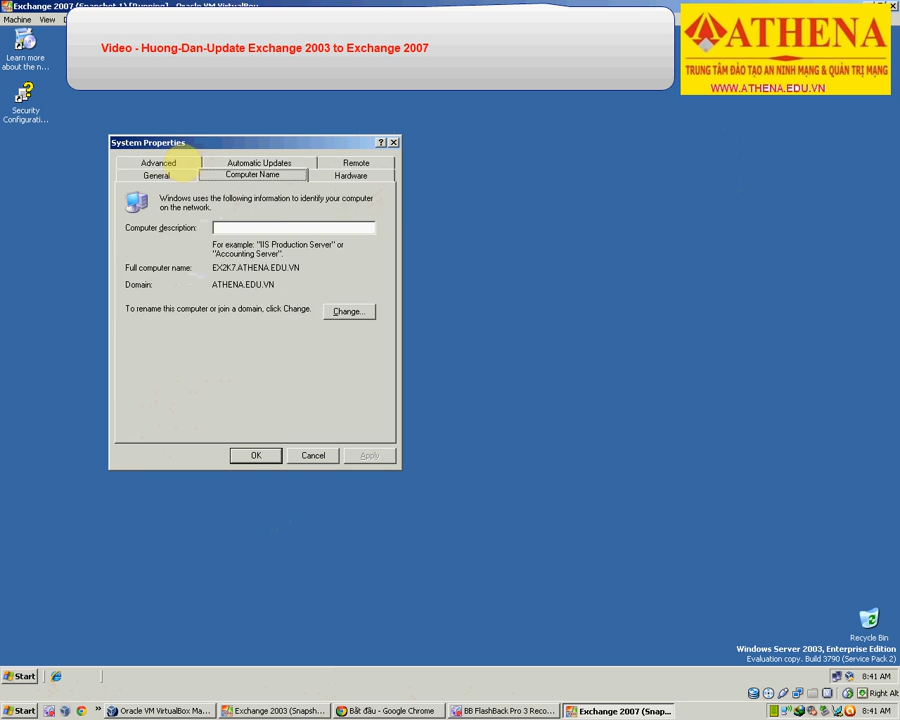 Exchange 2007 (Snapshot 1) [Running] - Oracle VM VirtualBox
Machine View
Video - Huong-Dan-Update Exchange 2003 to Exchange 2007
ATHENA
TRUNG TÂM ĐÀO TẠO AN NINH MẠNG & QUẢN TRỊ MẠNG
WWW.ATHENA.EDU.VN
Learn more
about the n...
Security
Configurati...
System Properties
Advanced Automatic Updates Remote
General Computer Name Hardware
Windows uses the following information to identify your computer
on the network.
Computer description:
For example: "IIS Production Server" or
"Accounting Server".
Full computer name: EX2K7.ATHENA.EDU.VN
Domain: ATHENA.EDU.VN
To rename this computer or join a domain, click Change. Change...
OK Cancel Apply
Recycle Bin
Windows Server 2003, Enterprise Edition
Evaluation copy. Build 3790 (Service Pack 2)
Start 8:41 AM
Right Alt
Start Oracle VM VirtualBox Ma... Exchange 2003 (Snapsh... Bắt đầu - Google Chrome BB FlashBack Pro 3 Reco... Exchange 2007 (Snap... 8:41 AM